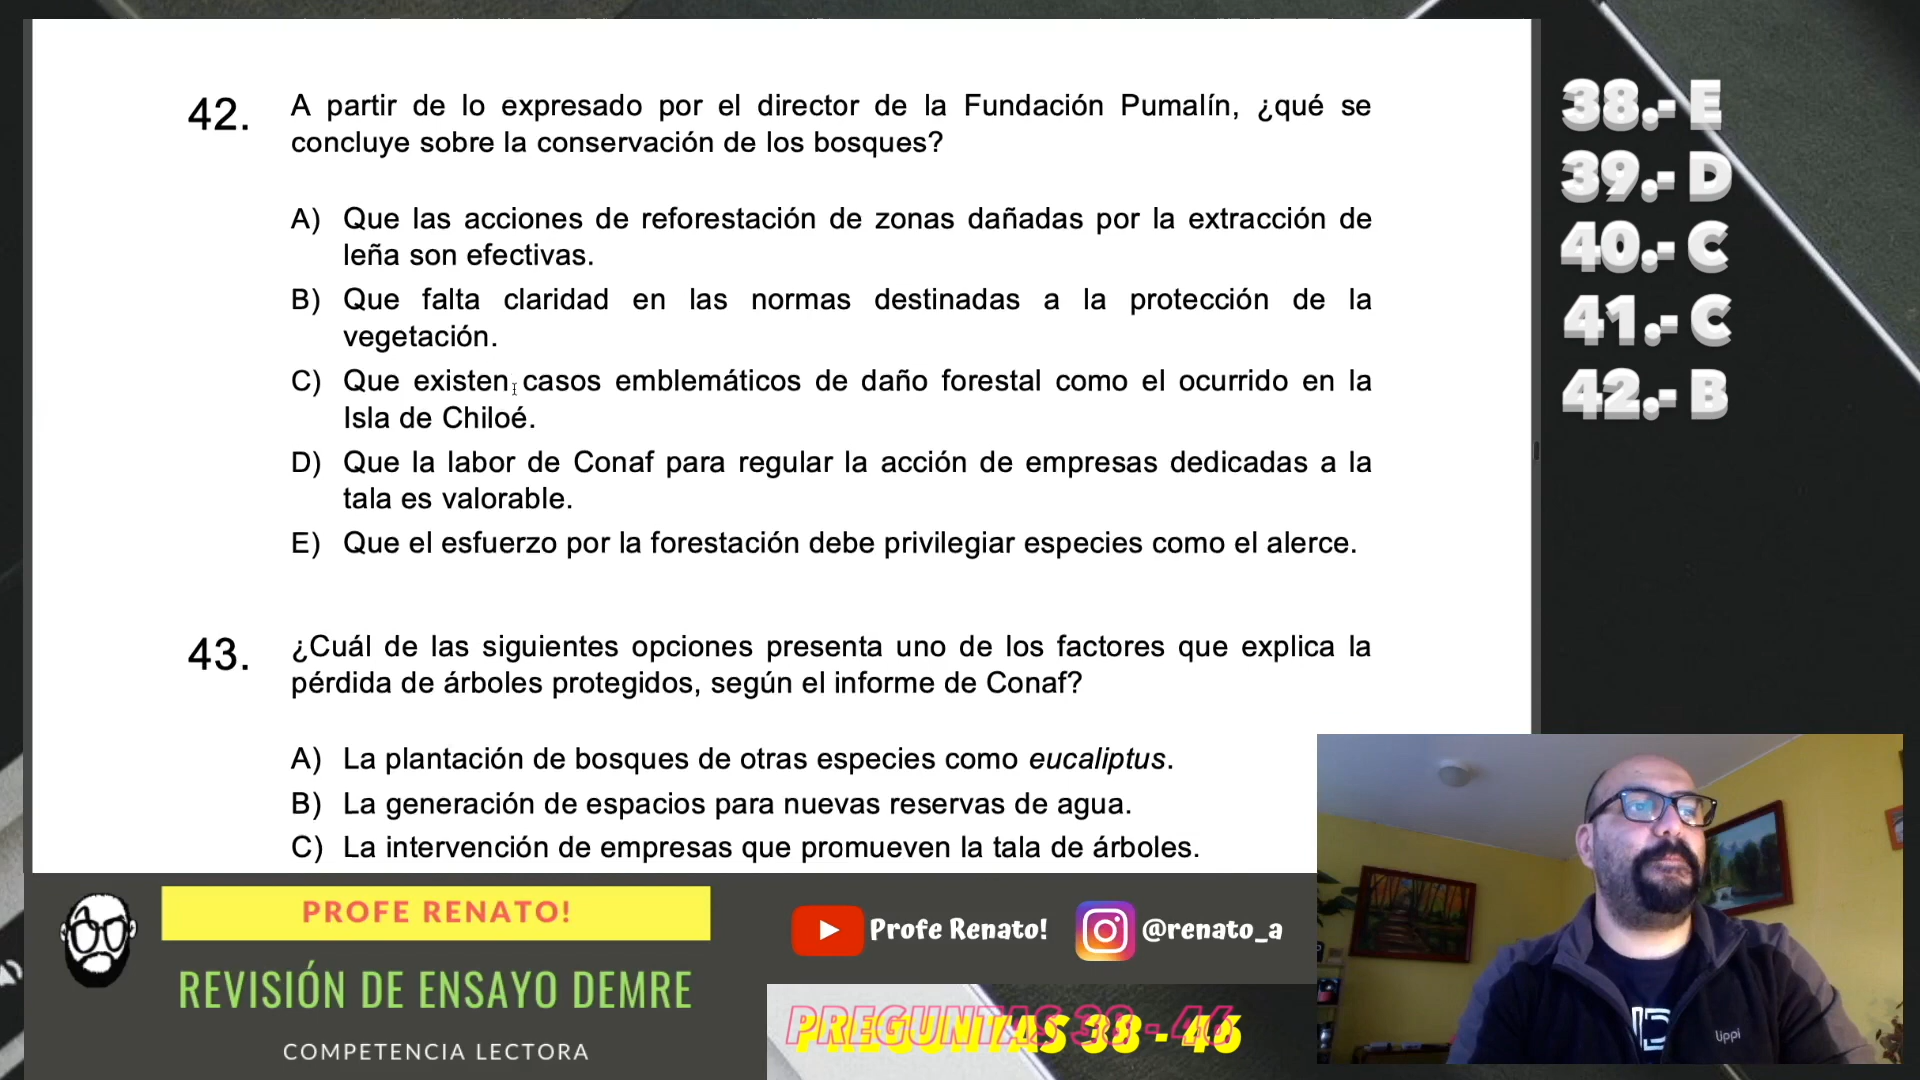 42. A partir de lo expresado por el director de la Fundación Pumalín, ¿qué se
concluye sobre la conservación de los bosques?
A) Que las acciones de reforestación de zonas dañadas por la extracción de
leña son efectivas.
B) Que falta claridad en las normas destinadas a la protección de la
vegetación.
C) Que existen casos emblemáticos de daño forestal como el ocurrido en la
Isla de Chiloé.
D) Que la labor de Conaf para regular la acción de empresas dedicadas a la
tala es valorable.
E) Que el esfuerzo por la forestación debe privilegiar especies como el alerce.
43. ¿Cuál de las siguientes opciones presenta uno de los factores que explica la
pérdida de árboles protegidos, según el informe de Conaf?
A) La plantación de bosques de otras especies como eucaliptus.
B) La generación de espacios para nuevas reservas de agua.
C) La intervención de empresas que promueven la tala de árboles.
38.- E
39.- D
40.- C
41.- C
42.- B
PROFE RENATO!
REVISIÓN DE ENSAYO DEMRE
COMPETENCIA LECTORA
Profe Renato!
@renato_a
PREGUNTAS 38 - 46
lippi